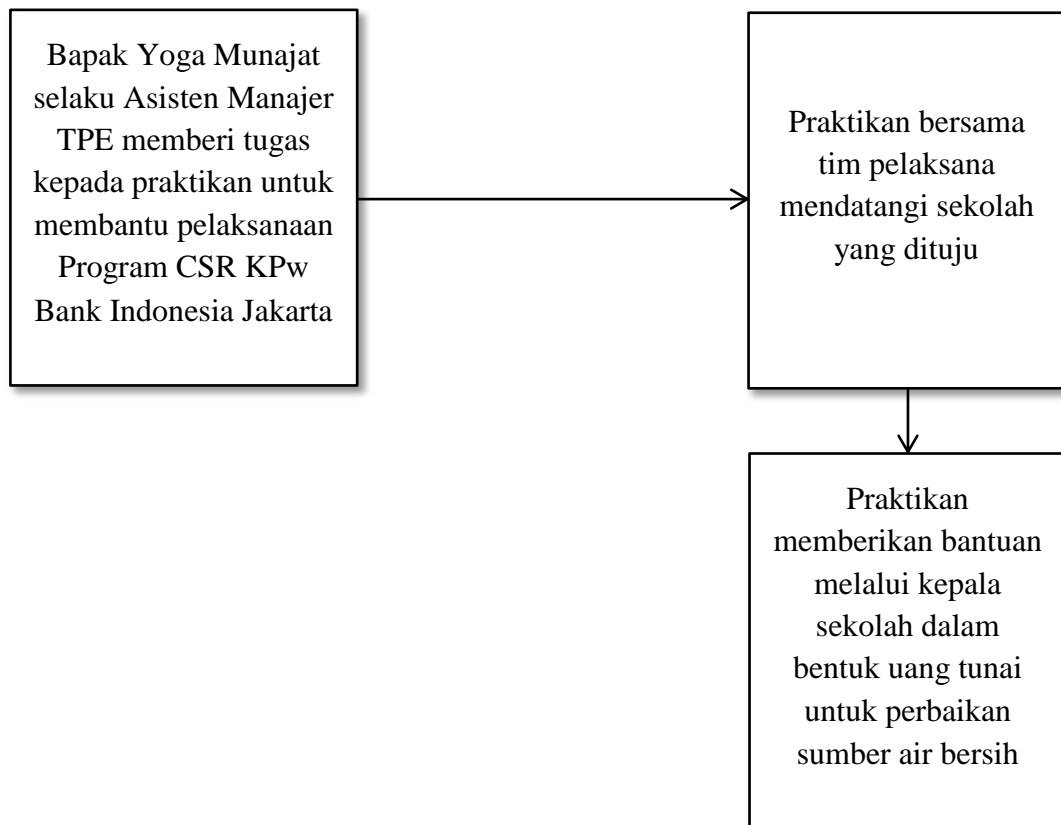 Bapak Yoga Munajat
selaku Asisten Manajer
TPE memberi tugas
kepada praktikan untuk
membantu pelaksanaan
Program CSR KPw
Bank Indonesia Jakarta
Praktikan bersama
tim pelaksana
mendatangi sekolah
yang dituju
Praktikan
memberikan bantuan
melalui kepala
sekolah dalam
bentuk uang tunai
untuk perbaikan
sumber air bersih